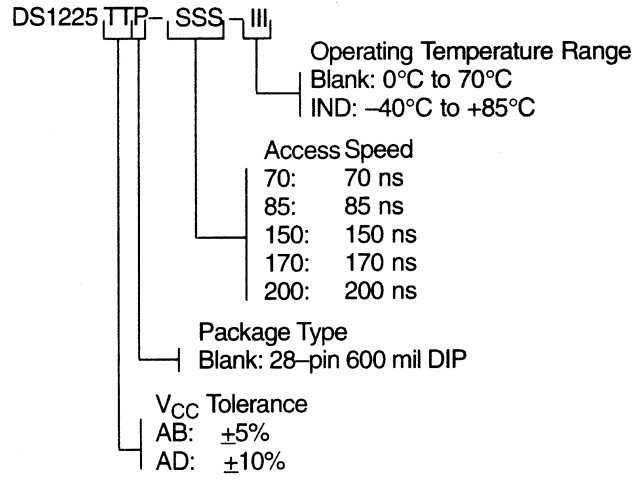 DS1225 TTP– SSS – III
Operating Temperature Range
Blank: 0°C to 70°C
IND: –40°C to +85°C
Access Speed
70: 70 ns
85: 85 ns
150: 150 ns
170: 170 ns
200: 200 ns
Package Type
Blank: 28–pin 600 mil DIP
VCC Tolerance
AB: ±5%
AD: ±10%